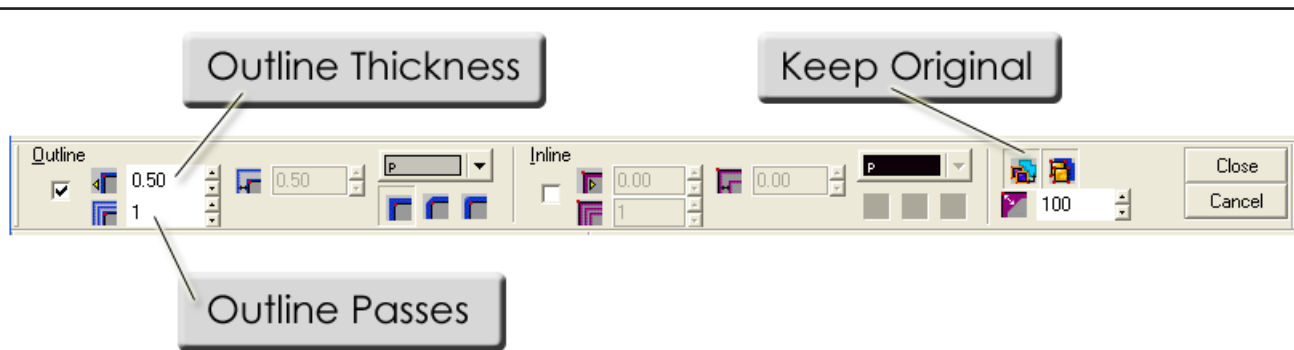 Outline Thickness
Keep Original
Outline
0.50
0.50
P
1
Inline
0.00
0.00
P
1
100
Close
Cancel
Outline Passes